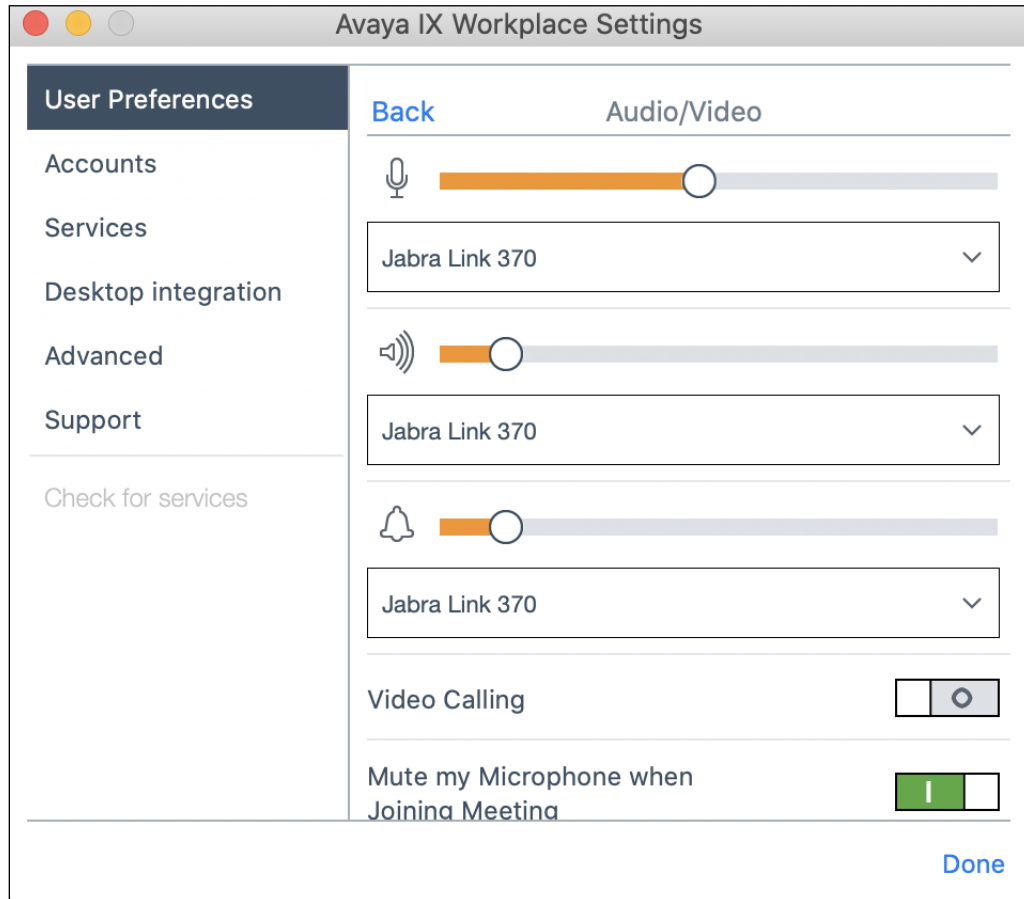 Avaya IX Workplace Settings
User Preferences
Accounts
Services
Desktop integration
Advanced
Support
Check for services
Back
Audio/Video
Jabra Link 370
Jabra Link 370
Jabra Link 370
Video Calling
Mute my Microphone when
Joining Meeting
Done